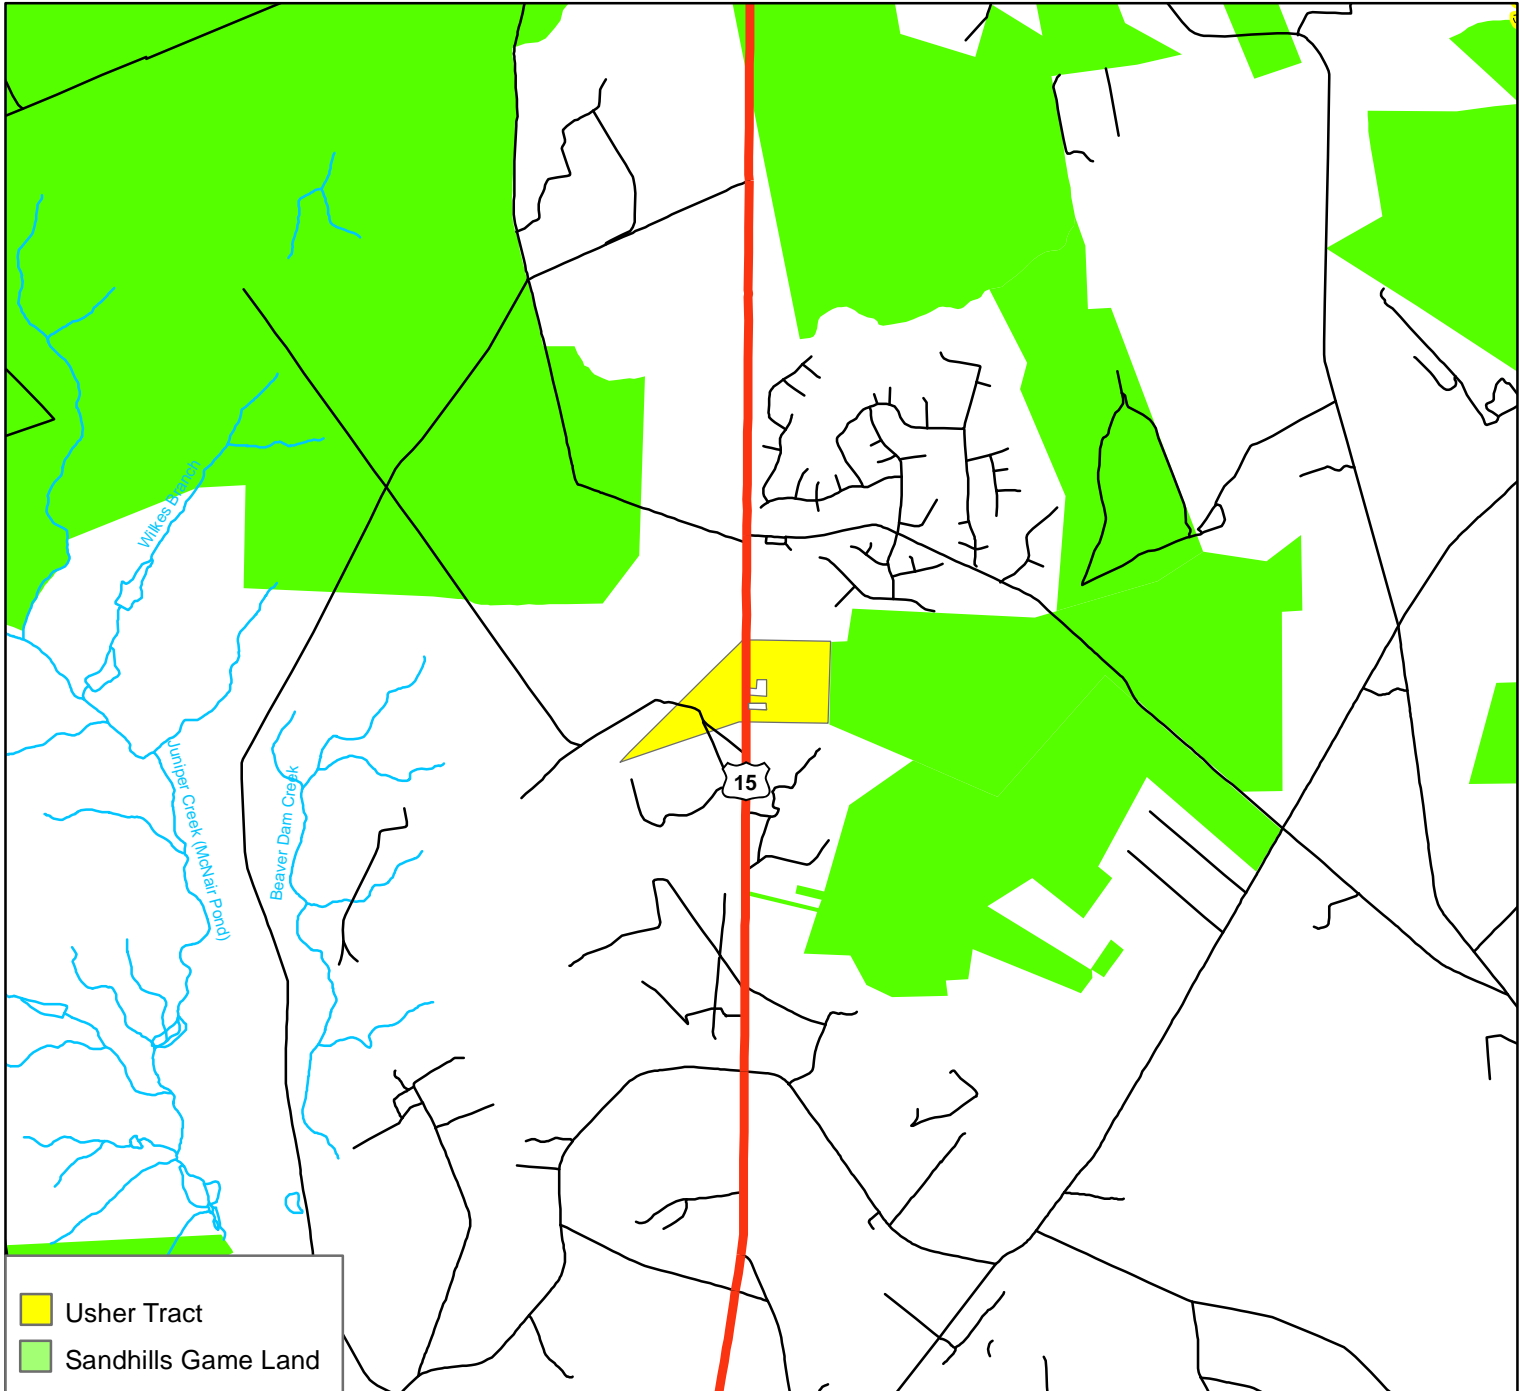 Wilkes Branch
Juniper Creek (McNair Pond)
Beaver Dam Creek
15
Usher Tract
Sandhills Game Land